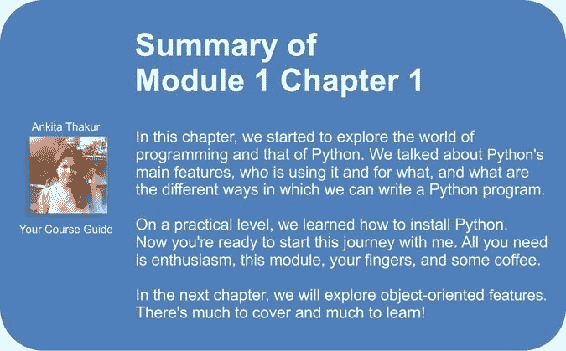 Summary of
Module 1 Chapter 1
Ankita Thakur
Your Course Guide
In this chapter, we started to explore the world of
programming and that of Python. We talked about Python's
main features, who is using it and for what, and what are
the different ways in which we can write a Python program.
On a practical level, we learned how to install Python.
Now you're ready to start this journey with me. All you need
is enthusiasm, this module, your fingers, and some coffee.
In the next chapter, we will explore object-oriented features.
There's much to cover and much to learn!